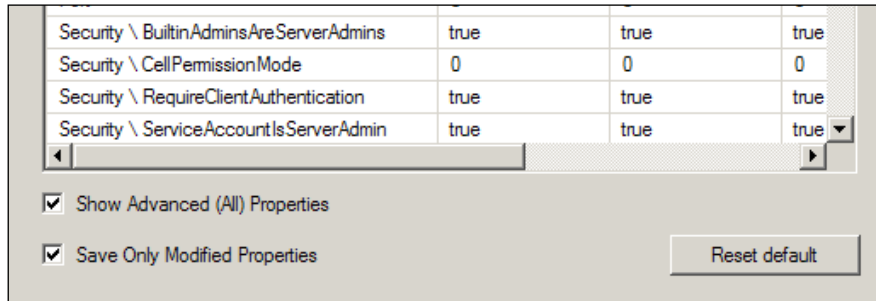 Security \ BuiltinAdminsAreServerAdmins true true true
Security \ CellPermissionMode 0 0 0
Security \ RequireClientAuthentication true true true
Security \ ServiceAccountIsServerAdmin true true true
Show Advanced (All) Properties
Save Only Modified Properties
Reset default